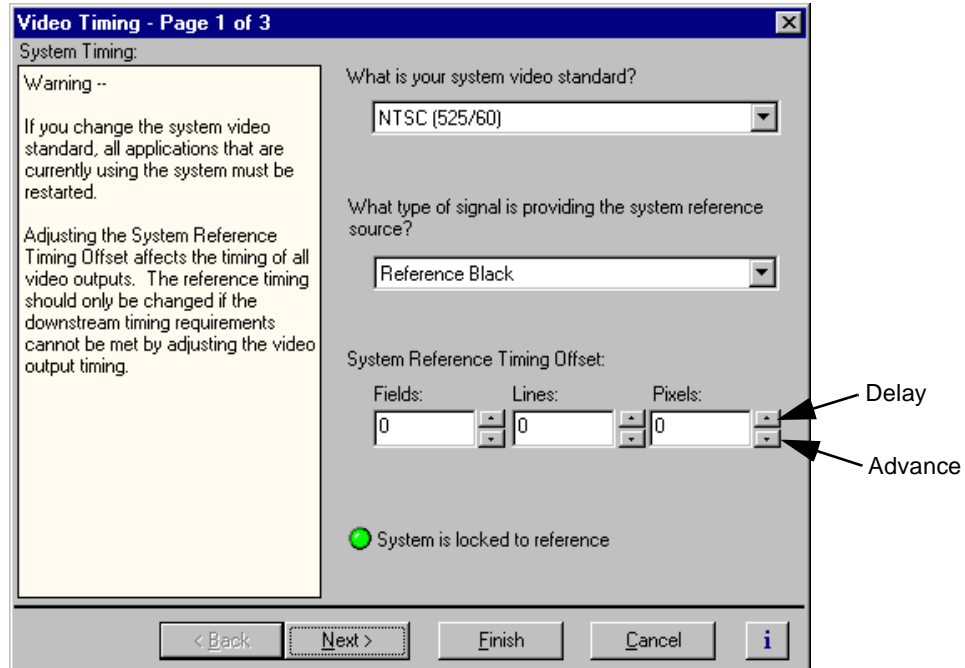 Video Timing - Page 1 of 3
System Timing:
Warning --
If you change the system video
standard, all applications that are
currently using the system must be
restarted.
Adjusting the System Reference
Timing Offset affects the timing of all
video outputs.  The reference timing
should only be changed if the
downstream timing requirements
cannot be met by adjusting the video
output timing.
What is your system video standard?
NTSC (525/60)
What type of signal is providing the system reference
source?
Reference Black
System Reference Timing Offset:
Fields: Lines: Pixels:
0 0 0
Delay
Advance
System is locked to reference
< Back Next > Finish Cancel i